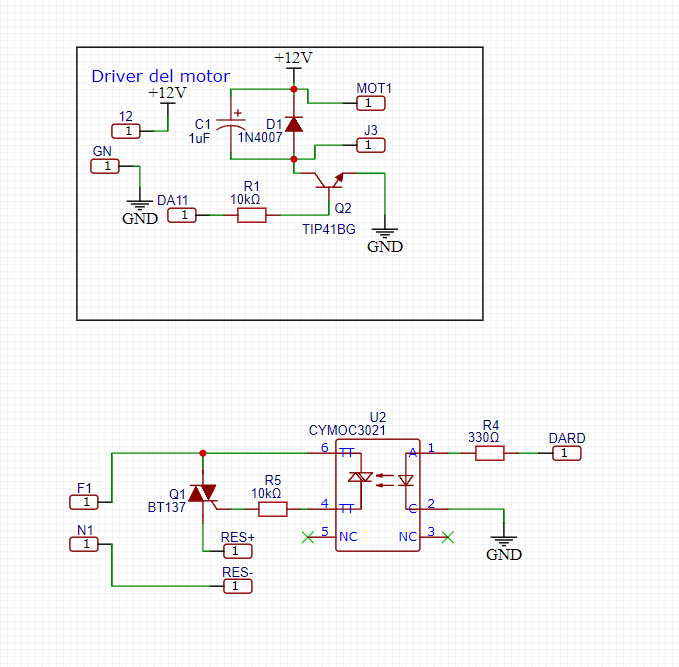 +12V
Driver del motor
+12V
MOT1
1
12
1
C1
1uF
+
D1
1N4007
J3
1
GN
1
GND
DA11
1
R1
10kΩ
Q2
TIP41BG
GND
U2
CYMOC3021
R4
330Ω
DARD
1
6
TT
A
1
F1
1
Q1
BT137
R5
10kΩ
4
TT
C
2
N1
1
RES+
1
5
NC
NC
3
GND
RES-
1